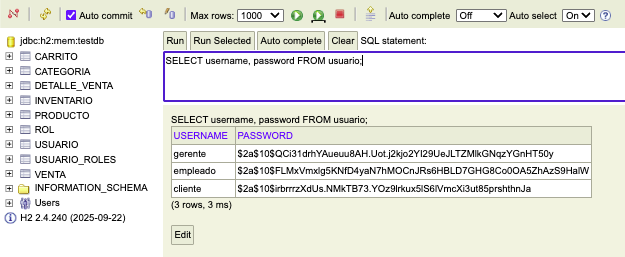 Auto commit Max rows: 1000 Auto complete Off Auto select On
jdbc:h2:mem:testdb
CARRITO
CATEGORIA
DETALLE_VENTA
INVENTARIO
PRODUCTO
ROL
USUARIO
USUARIO_ROLES
VENTA
INFORMATION_SCHEMA
Users
H2 2.4.240 (2025-09-22)
Run Run Selected Auto complete Clear SQL statement:
SELECT username, password FROM usuario;
SELECT username, password FROM usuario;
USERNAME PASSWORD
gerente $2a$10$QCi31drhYAueuu8AH.Uot.j2kjo2YI29UeJLTZMlkGNqzYGnHT50y
empleado $2a$10$FLMxVmxIg5KNfD4yaN7hMOCnJRs6HBLD7GHG8Co0OA5ZhAzS9HalW
cliente $2a$10$irbrrrzXdUs.NMkTB73.YOz9lrkux5lS6lVmcXi3ut85prshthnJa
(3 rows, 3 ms)
Edit